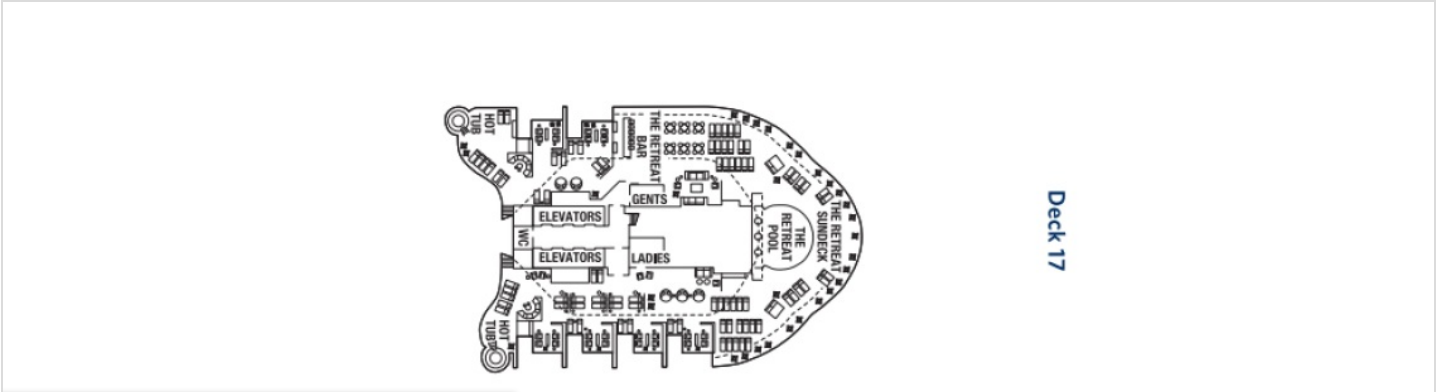 HOT
TUB
THE RETREAT
BAR
GENTS
ELEVATORS
WC
ELEVATORS
LADIES
THE
RETREAT
POOL
THE RETREAT
SUNDECK
HOT
TUB
Deck 17